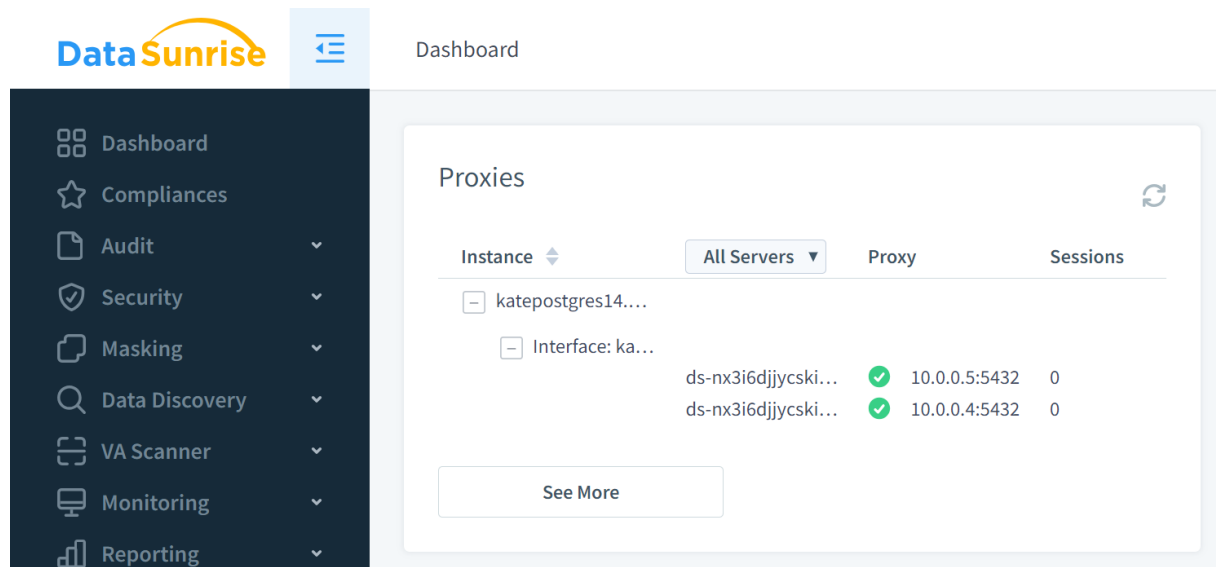 DataSunrise
Dashboard
Dashboard
Compliances
Audit
Security
Masking
Data Discovery
VA Scanner
Monitoring
Reporting
Proxies
Instance All Servers ▼ Proxy Sessions
katepostgres14....
Interface: ka...
ds-nx3i6djjycski... 10.0.0.5:5432 0
ds-nx3i6djjycski... 10.0.0.4:5432 0
See More